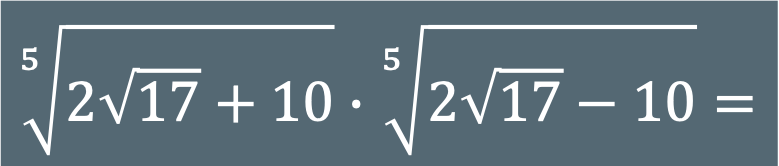 ⁵√(2√17 + 10) · ⁵√(2√17 − 10) =